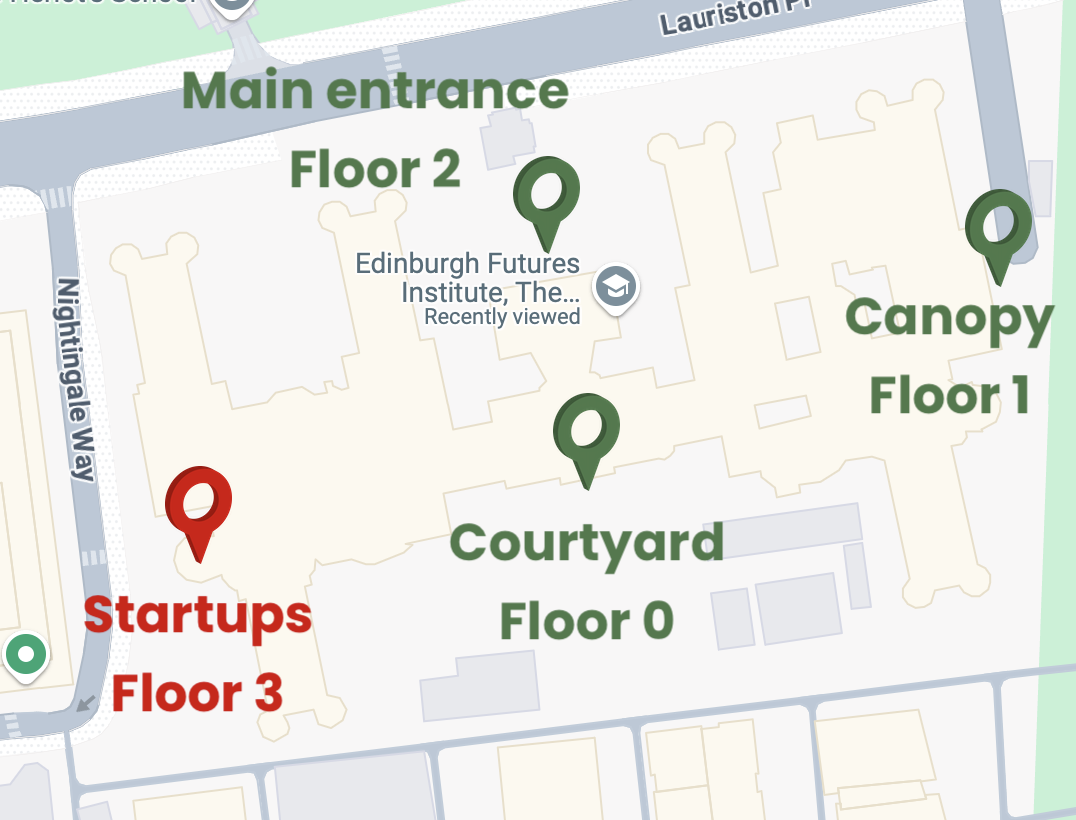 Lauriston Pl
Main entrance
Floor 2
Edinburgh Futures
Institute, The...
Recently viewed
Nightingale Way
Canopy
Floor 1
Courtyard
Floor 0
Startups
Floor 3